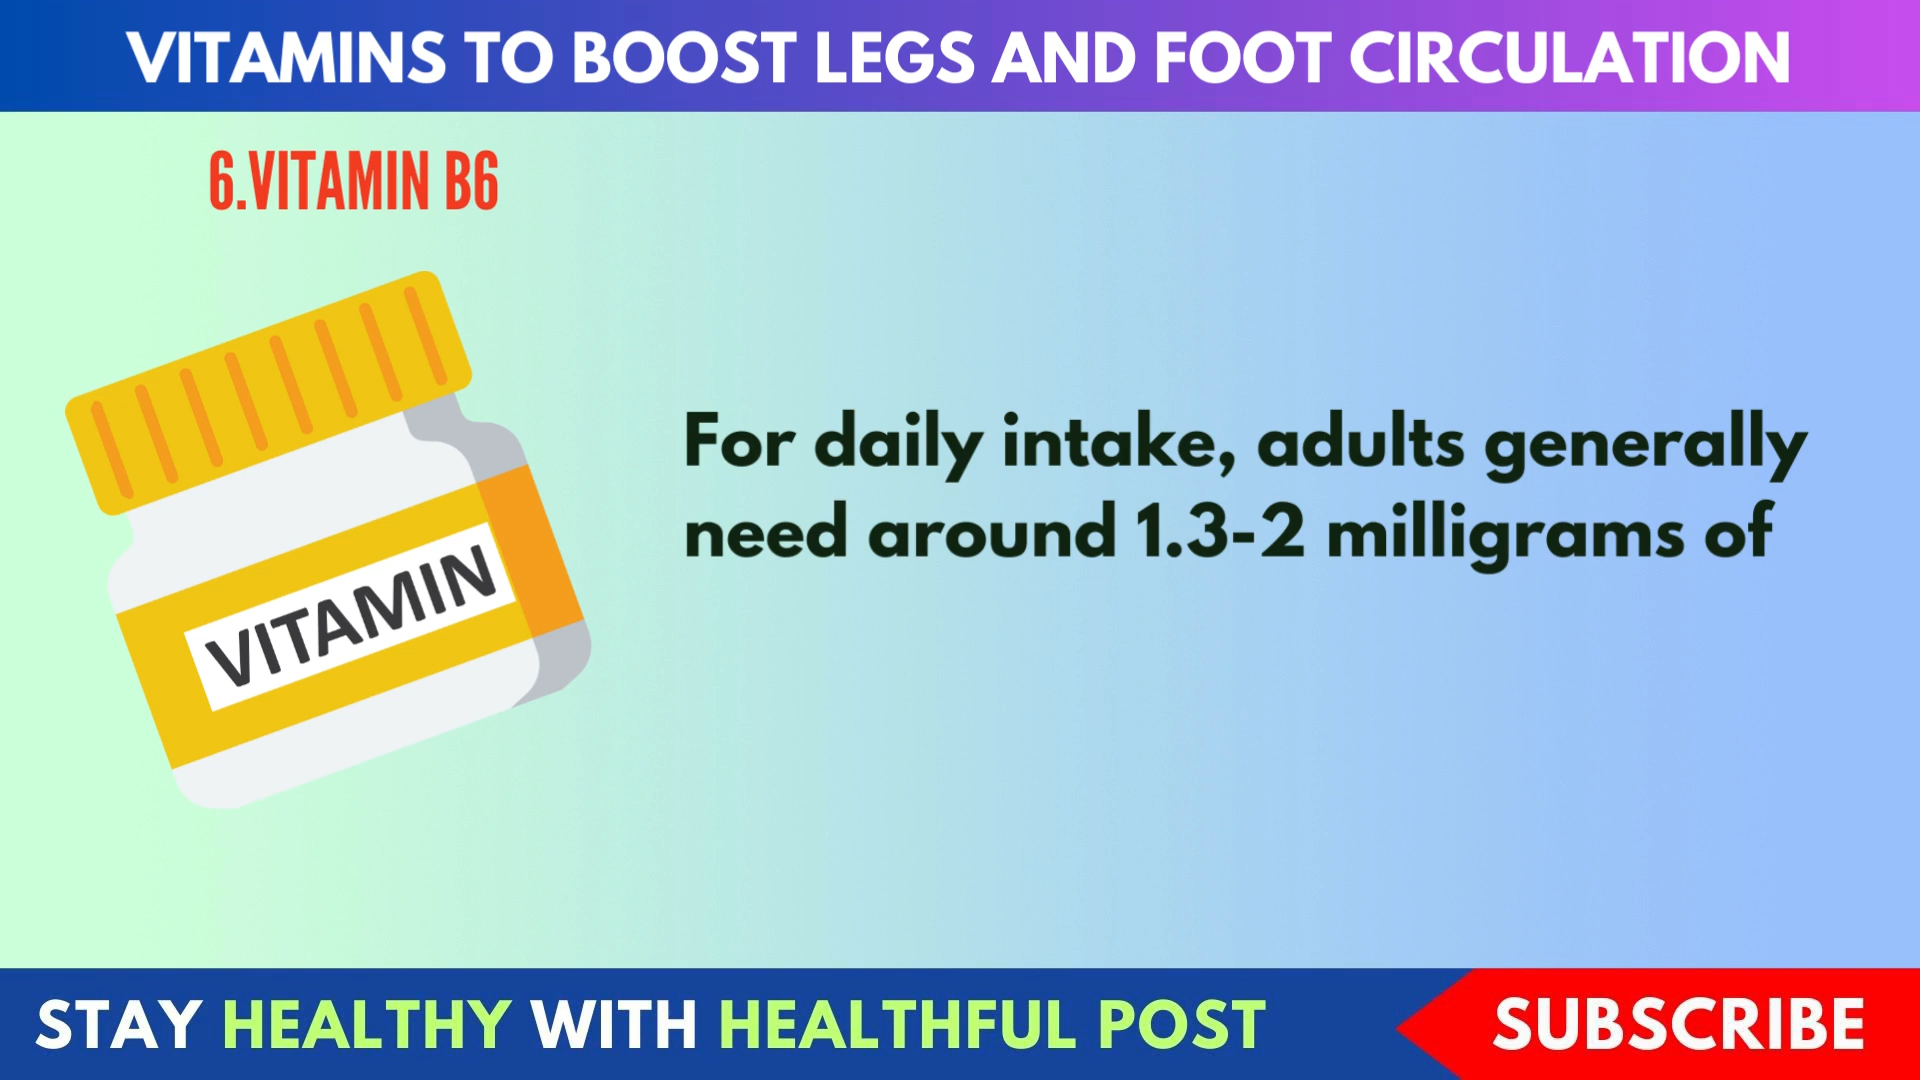 VITAMINS TO BOOST LEGS AND FOOT CIRCULATION
6.VITAMIN B6
VITAMIN
For daily intake, adults generally
need around 1.3-2 milligrams of
STAY HEALTHY WITH HEALTHFUL POST
SUBSCRIBE